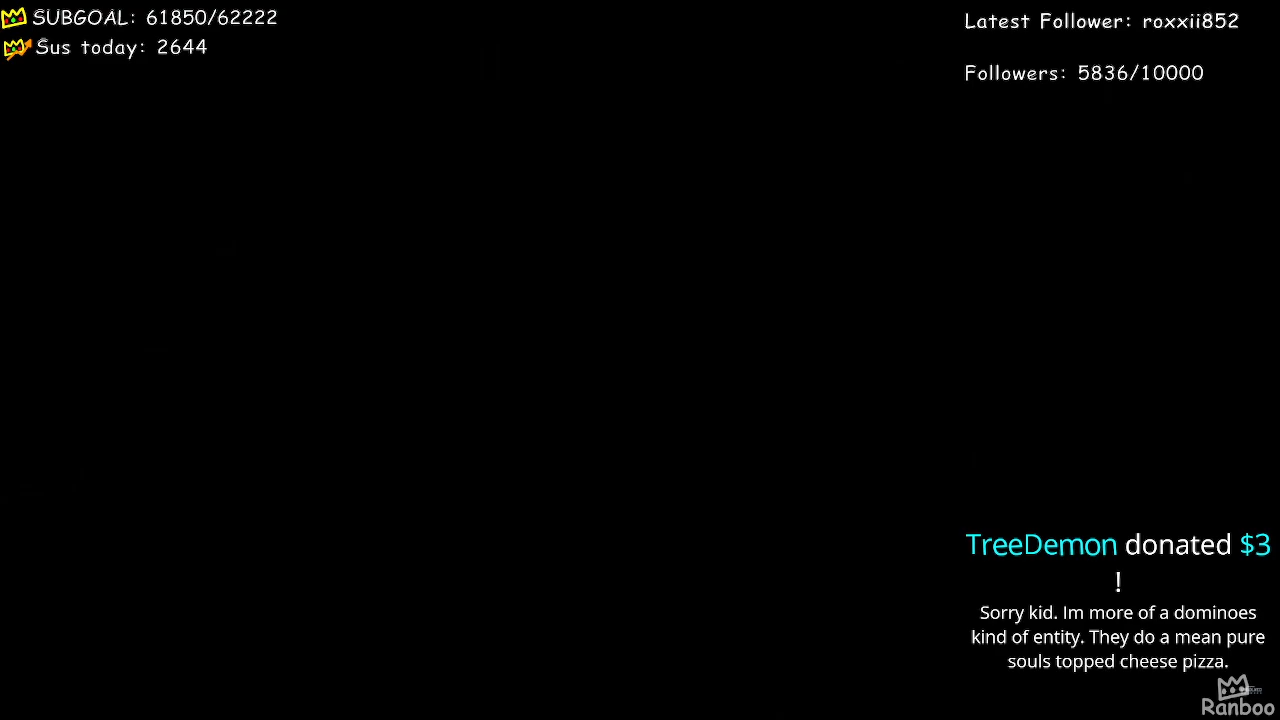 SUBGOAL: 61850/62222
Sus today: 2644
Latest Follower: roxxii852
Followers: 5836/10000
TreeDemon donated $3
!
Sorry kid. Im more of a dominoes
kind of entity. They do a mean pure
souls topped cheese pizza.
Ranboo